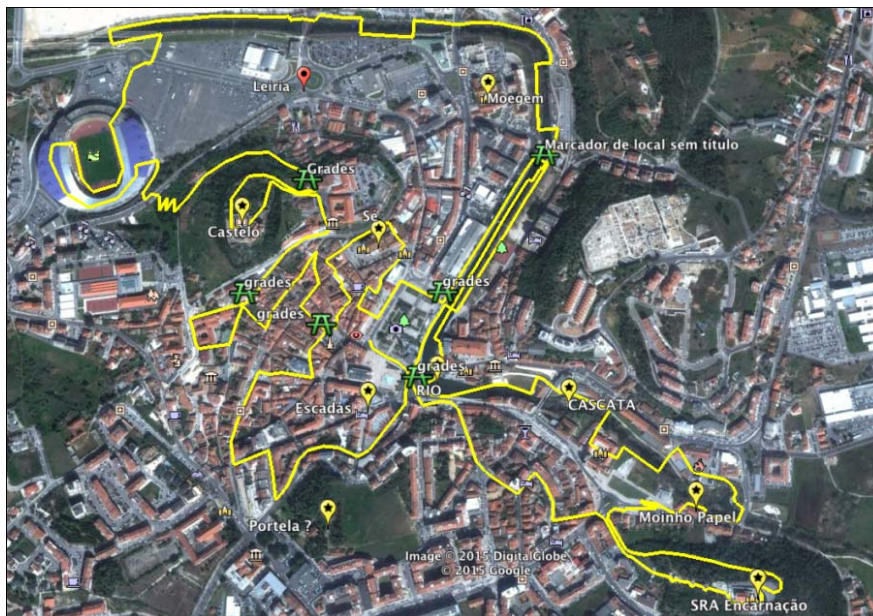 Leiria
Moegem
Marcador de local sem título
Grades
Castelo
Sé
grades
grades
grades
grades
RIO
Escadas
CASCATA
Moinho Papel
Portela ?
Image © 2015 DigitalGlobe
© 2015 Google
SRA Encarnação